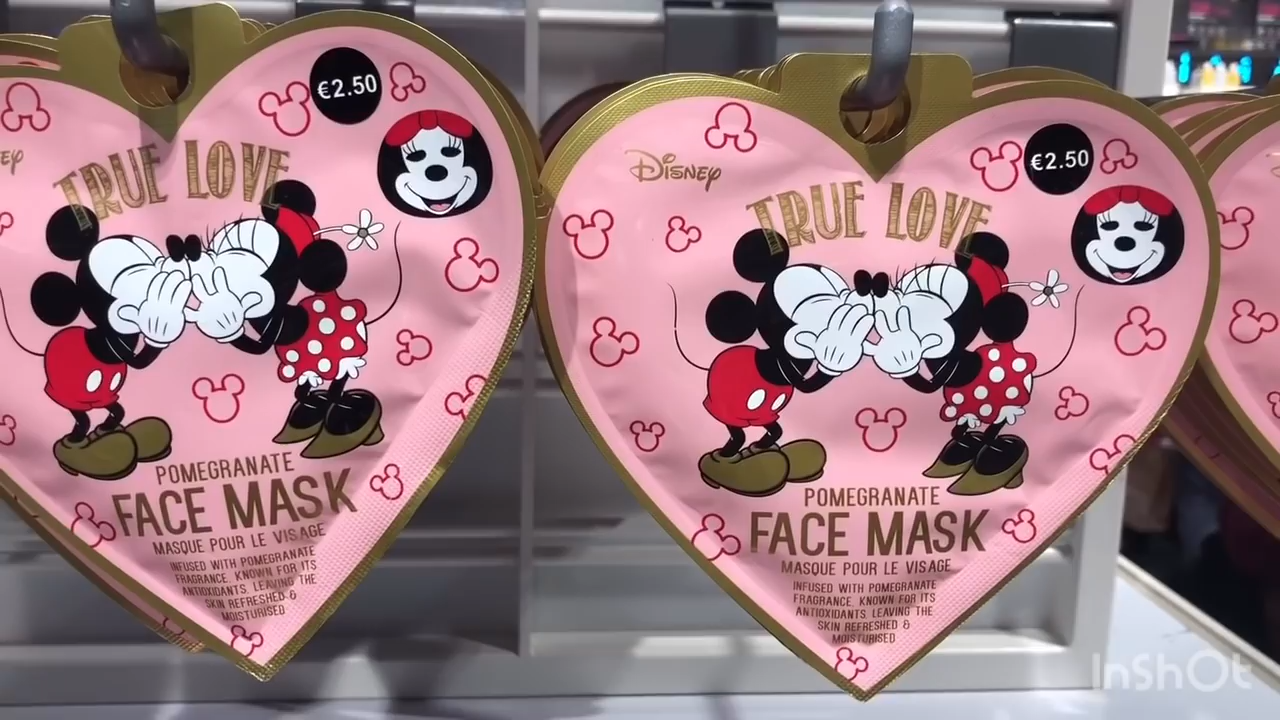 €2.50
TRUE LOVE
POMEGRANATE
FACE MASK
MASQUE POUR LE VISAGE
INFUSED WITH POMEGRANATE
FRAGRANCE, KNOWN FOR ITS
ANTIOXIDANTS, LEAVING THE
SKIN REFRESHED &
MOISTURISED
Disney
€2.50
TRUE LOVE
POMEGRANATE
FACE MASK
MASQUE POUR LE VISAGE
INFUSED WITH POMEGRANATE
FRAGRANCE, KNOWN FOR ITS
ANTIOXIDANTS, LEAVING THE
SKIN REFRESHED &
MOISTURISED
InShOt